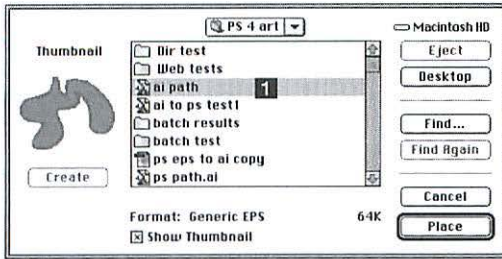 PS 4 art
Macintosh HD
Thumbnail
Dir test
Web tests
ai path
1
ai to ps test1
batch results
batch test
ps eps to ai copy
ps path.ai
Create
Eject
Desktop
Find...
Find Again
Cancel
Place
Format: Generic EPS
64K
Show Thumbnail